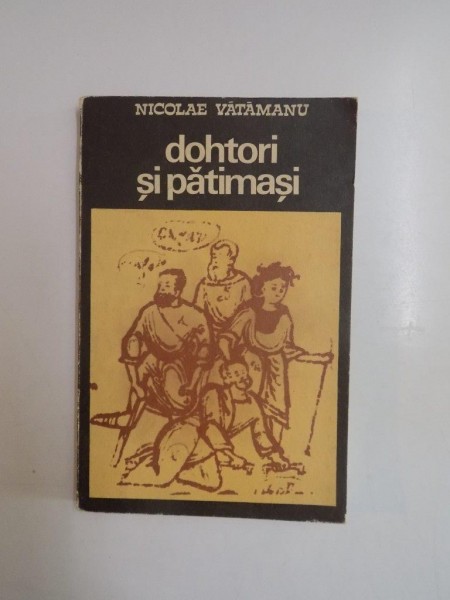 NICOLAE VĂTĂMANU
dohtori
și pătimași